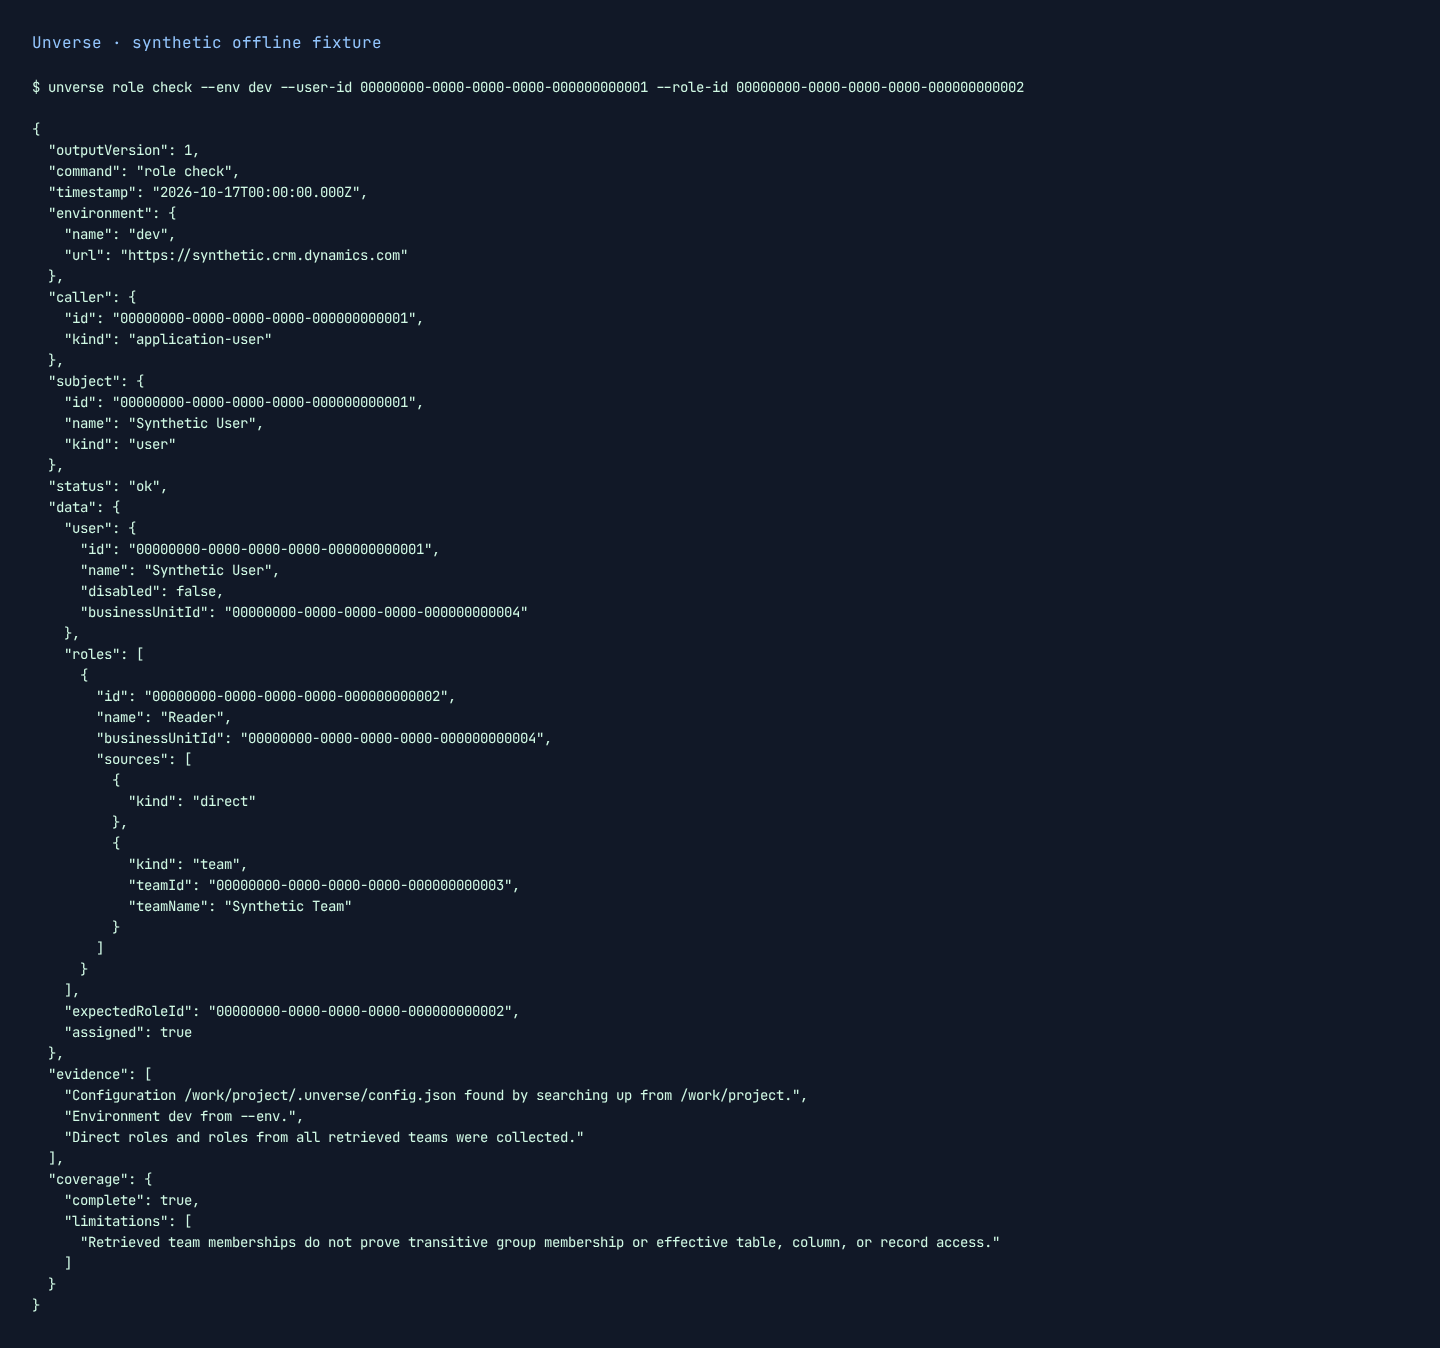 Unverse · synthetic offline fixture
$ unverse role check --env dev --user-id 00000000-0000-0000-0000-000000000001 --role-id 00000000-0000-0000-0000-000000000002
{
  "outputVersion": 1,
  "command": "role check",
  "timestamp": "2026-10-17T00:00:00.000Z",
  "environment": {
    "name": "dev",
    "url": "https://synthetic.crm.dynamics.com"
  },
  "caller": {
    "id": "00000000-0000-0000-0000-000000000001",
    "kind": "application-user"
  },
  "subject": {
    "id": "00000000-0000-0000-0000-000000000001",
    "name": "Synthetic User",
    "kind": "user"
  },
  "status": "ok",
  "data": {
    "user": {
      "id": "00000000-0000-0000-0000-000000000001",
      "name": "Synthetic User",
      "disabled": false,
      "businessUnitId": "00000000-0000-0000-0000-000000000004"
    },
    "roles": [
      {
        "id": "00000000-0000-0000-0000-000000000002",
        "name": "Reader",
        "businessUnitId": "00000000-0000-0000-0000-000000000004",
        "sources": [
          {
            "kind": "direct"
          },
          {
            "kind": "team",
            "teamId": "00000000-0000-0000-0000-000000000003",
            "teamName": "Synthetic Team"
          }
        ]
      }
    ],
    "expectedRoleId": "00000000-0000-0000-0000-000000000002",
    "assigned": true
  },
  "evidence": [
    "Configuration /work/project/.unverse/config.json found by searching up from /work/project.",
    "Environment dev from --env.",
    "Direct roles and roles from all retrieved teams were collected."
  ],
  "coverage": {
    "complete": true,
    "limitations": [
      "Retrieved team memberships do not prove transitive group membership or effective table, column, or record access."
    ]
  }
}